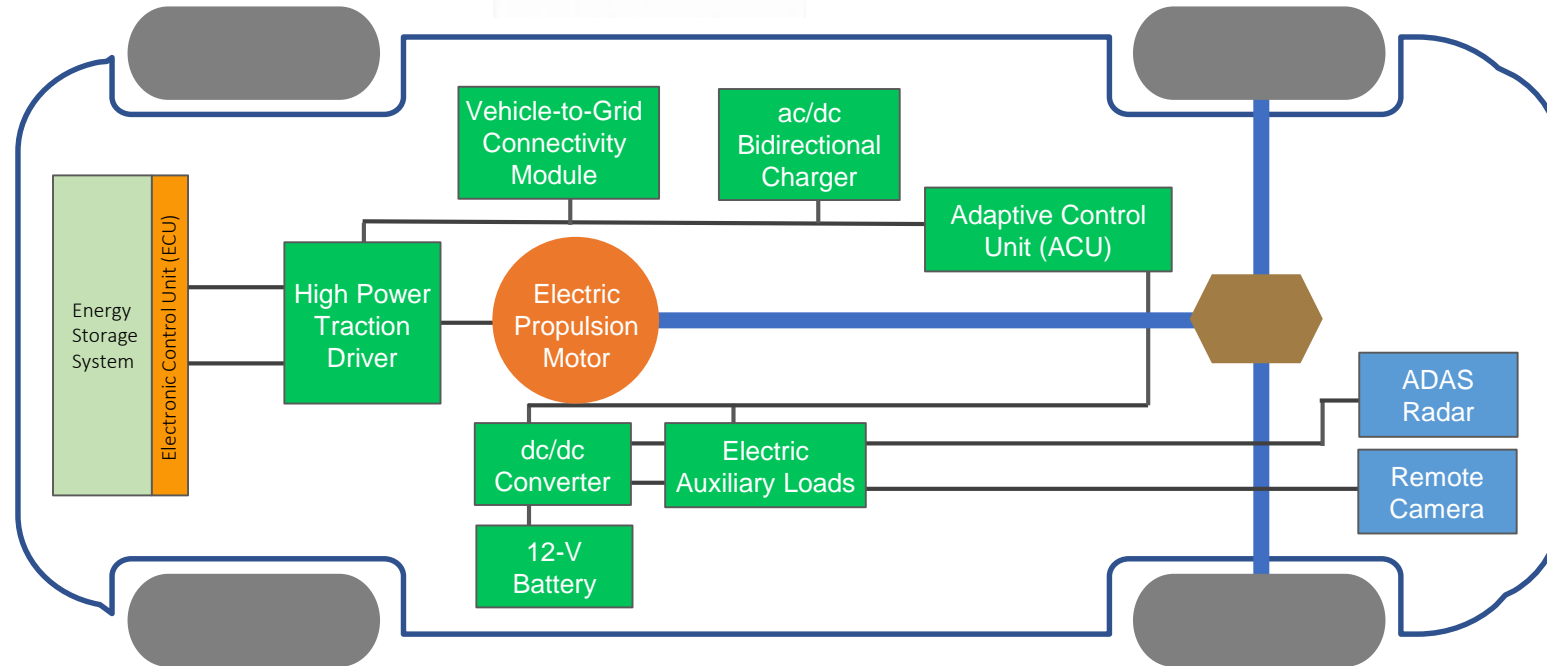 Vehicle-to-Grid
Connectivity
Module
ac/dc
Bidirectional
Charger
Adaptive Control
Unit (ACU)
Energy
Storage
System
Electronic Control Unit (ECU)
High Power
Traction
Driver
Electric
Propulsion
Motor
ADAS
Radar
dc/dc
Converter
Electric
Auxiliary Loads
Remote
Camera
12-V
Battery